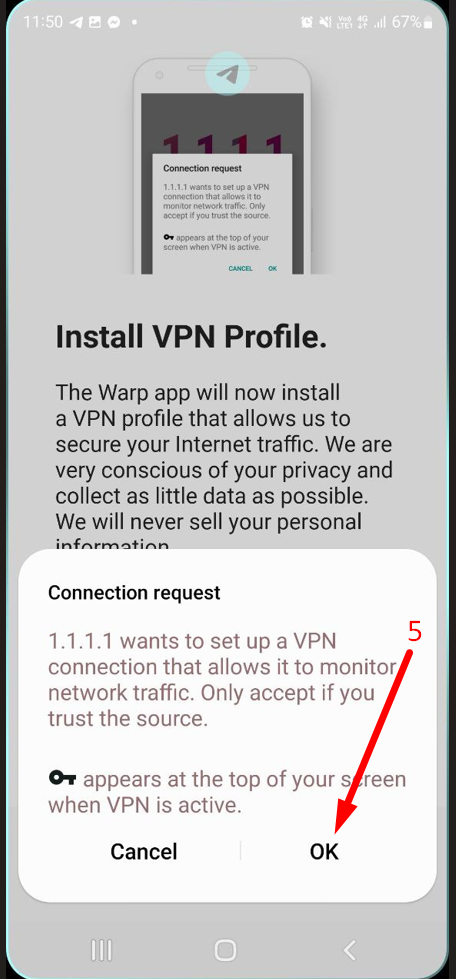 11:50
Vo)) 4G
LTE1 67%
1.1.1.1
Connection request
1.1.1.1 wants to set up a VPN
connection that allows it to
monitor network traffic. Only
accept if you trust the source.
appears at the top of your
screen when VPN is active.
CANCEL OK
Install VPN Profile.
The Warp app will now install
a VPN profile that allows us to
secure your Internet traffic. We are
very conscious of your privacy and
collect as little data as possible.
We will never sell your personal
information
Connection request
5
1.1.1.1 wants to set up a VPN
connection that allows it to monitor
network traffic. Only accept if you
trust the source.
appears at the top of your screen
when VPN is active.
Cancel OK